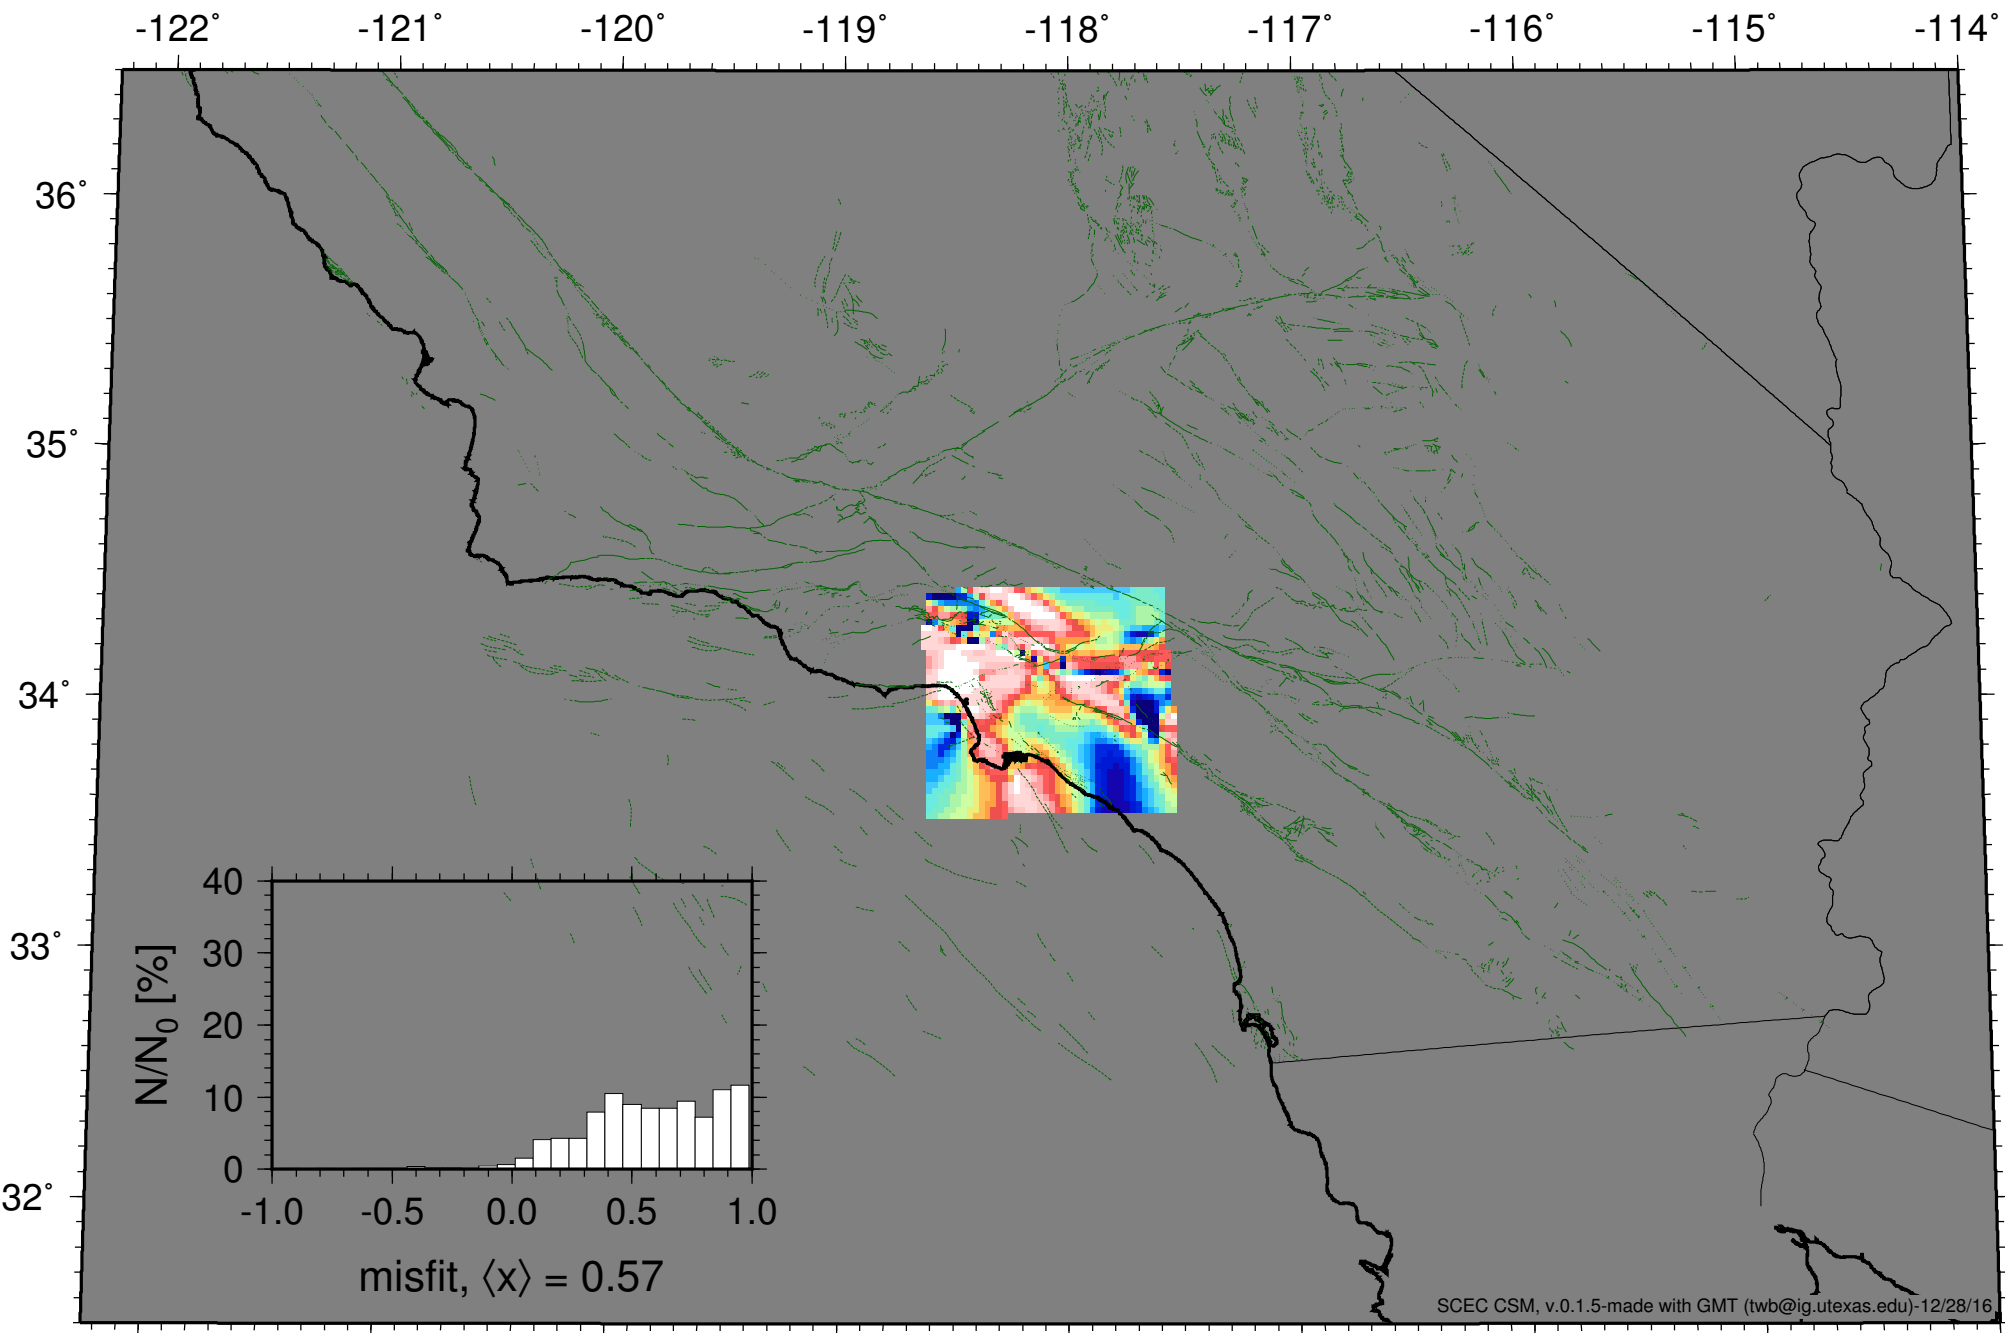 -122° -121° -120° -119° -118° -117° -116° -115° -114°
36°
35°
34°
33°
32°
N/N₀ [%]
40
30
20
10
0
-1.0 -0.5 0.0 0.5 1.0
misfit, ⟨x⟩ = 0.57
SCEC CSM, v.0.1.5-made with GMT (twb@ig.utexas.edu)-12/28/16